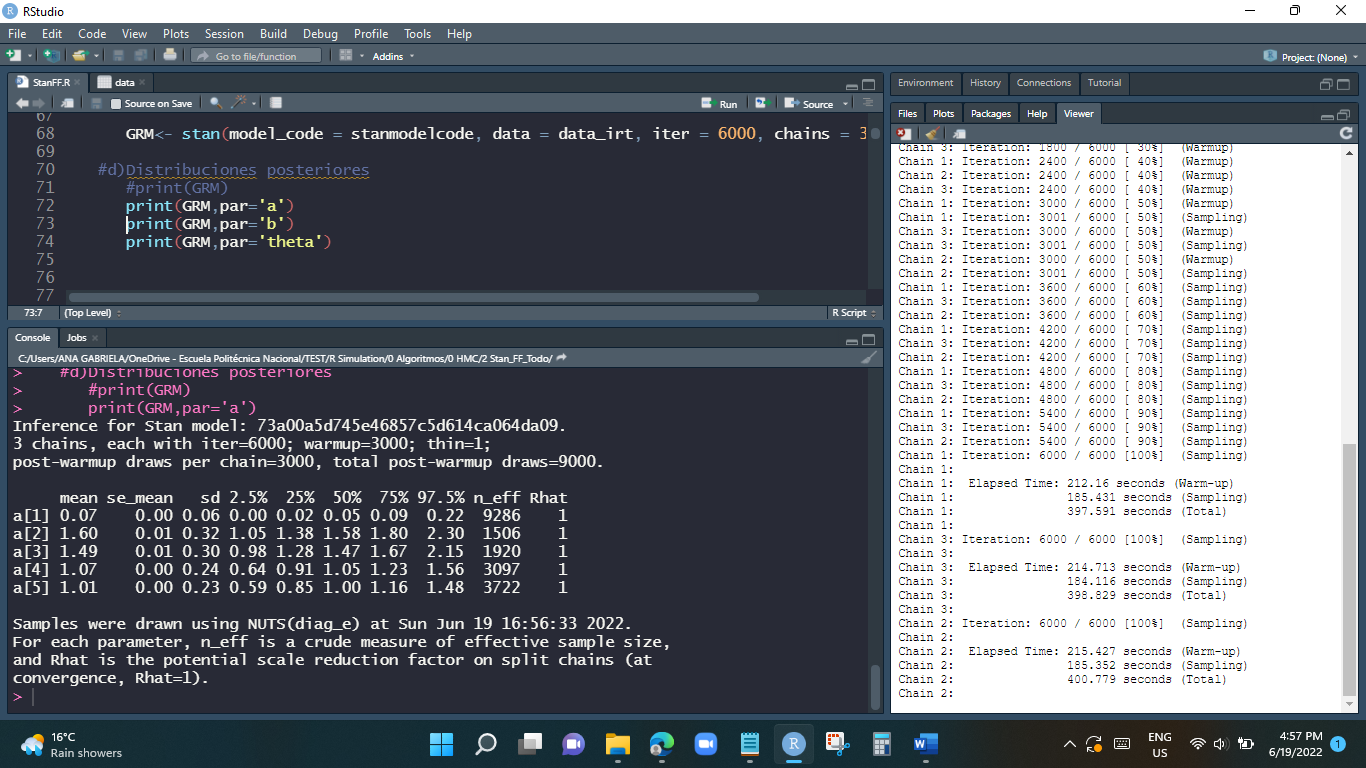 RStudio
File Edit Code View Plots Session Build Debug Profile Tools Help
Go to file/function Addins Project: (None)
StanFF.R data
Source on Save Run Source
67
68 GRM<- stan(model_code = stanmodelcode, data = data_irt, iter = 6000, chains = 3
69
70 #d)Distribuciones posteriores
71 #print(GRM)
72 print(GRM,par='a')
73 print(GRM,par='b')
74 print(GRM,par='theta')
75
76
77
73:7 (Top Level) R Script
Console Jobs
C:/Users/ANA GABRIELA/OneDrive - Escuela Politécnica Nacional/TEST/R Simulation/0 Algoritmos/0 HMC/2 Stan_FF_Todo/
> #d)Distribuciones posteriores
> #print(GRM)
> print(GRM,par='a')
Inference for Stan model: 73a00a5d745e46857c5d614ca064da09.
3 chains, each with iter=6000; warmup=3000; thin=1;
post-warmup draws per chain=3000, total post-warmup draws=9000.
mean se_mean sd 2.5% 25% 50% 75% 97.5% n_eff Rhat
a[1] 0.07 0.00 0.06 0.00 0.02 0.05 0.09 0.22 9286 1
a[2] 1.60 0.01 0.32 1.05 1.38 1.58 1.80 2.30 1506 1
a[3] 1.49 0.01 0.30 0.98 1.28 1.47 1.67 2.15 1920 1
a[4] 1.07 0.00 0.24 0.64 0.91 1.05 1.23 1.56 3097 1
a[5] 1.01 0.00 0.23 0.59 0.85 1.00 1.16 1.48 3722 1
Samples were drawn using NUTS(diag_e) at Sun Jun 19 16:56:33 2022.
For each parameter, n_eff is a crude measure of effective sample size,
and Rhat is the potential scale reduction factor on split chains (at
convergence, Rhat=1).
>
Environment History Connections Tutorial
Files Plots Packages Help Viewer
Chain 3: Iteration: 1800 / 6000 [ 30%] (Warmup)
Chain 1: Iteration: 2400 / 6000 [ 40%] (Warmup)
Chain 2: Iteration: 2400 / 6000 [ 40%] (Warmup)
Chain 3: Iteration: 2400 / 6000 [ 40%] (Warmup)
Chain 1: Iteration: 3000 / 6000 [ 50%] (Warmup)
Chain 1: Iteration: 3001 / 6000 [ 50%] (Sampling)
Chain 3: Iteration: 3000 / 6000 [ 50%] (Warmup)
Chain 3: Iteration: 3001 / 6000 [ 50%] (Sampling)
Chain 2: Iteration: 3000 / 6000 [ 50%] (Warmup)
Chain 2: Iteration: 3001 / 6000 [ 50%] (Sampling)
Chain 1: Iteration: 3600 / 6000 [ 60%] (Sampling)
Chain 3: Iteration: 3600 / 6000 [ 60%] (Sampling)
Chain 2: Iteration: 3600 / 6000 [ 60%] (Sampling)
Chain 1: Iteration: 4200 / 6000 [ 70%] (Sampling)
Chain 3: Iteration: 4200 / 6000 [ 70%] (Sampling)
Chain 2: Iteration: 4200 / 6000 [ 70%] (Sampling)
Chain 1: Iteration: 4800 / 6000 [ 80%] (Sampling)
Chain 3: Iteration: 4800 / 6000 [ 80%] (Sampling)
Chain 2: Iteration: 4800 / 6000 [ 80%] (Sampling)
Chain 1: Iteration: 5400 / 6000 [ 90%] (Sampling)
Chain 3: Iteration: 5400 / 6000 [ 90%] (Sampling)
Chain 2: Iteration: 5400 / 6000 [ 90%] (Sampling)
Chain 1: Iteration: 6000 / 6000 [100%] (Sampling)
Chain 1:
Chain 1: Elapsed Time: 212.16 seconds (Warm-up)
Chain 1: 185.431 seconds (Sampling)
Chain 1: 397.591 seconds (Total)
Chain 1:
Chain 3: Iteration: 6000 / 6000 [100%] (Sampling)
Chain 3:
Chain 3: Elapsed Time: 214.713 seconds (Warm-up)
Chain 3: 184.116 seconds (Sampling)
Chain 3: 398.829 seconds (Total)
Chain 3:
Chain 2: Iteration: 6000 / 6000 [100%] (Sampling)
Chain 2:
Chain 2: Elapsed Time: 215.427 seconds (Warm-up)
Chain 2: 185.352 seconds (Sampling)
Chain 2: 400.779 seconds (Total)
Chain 2:
16°C
Rain showers
ENG
US
4:57 PM
6/19/2022
1